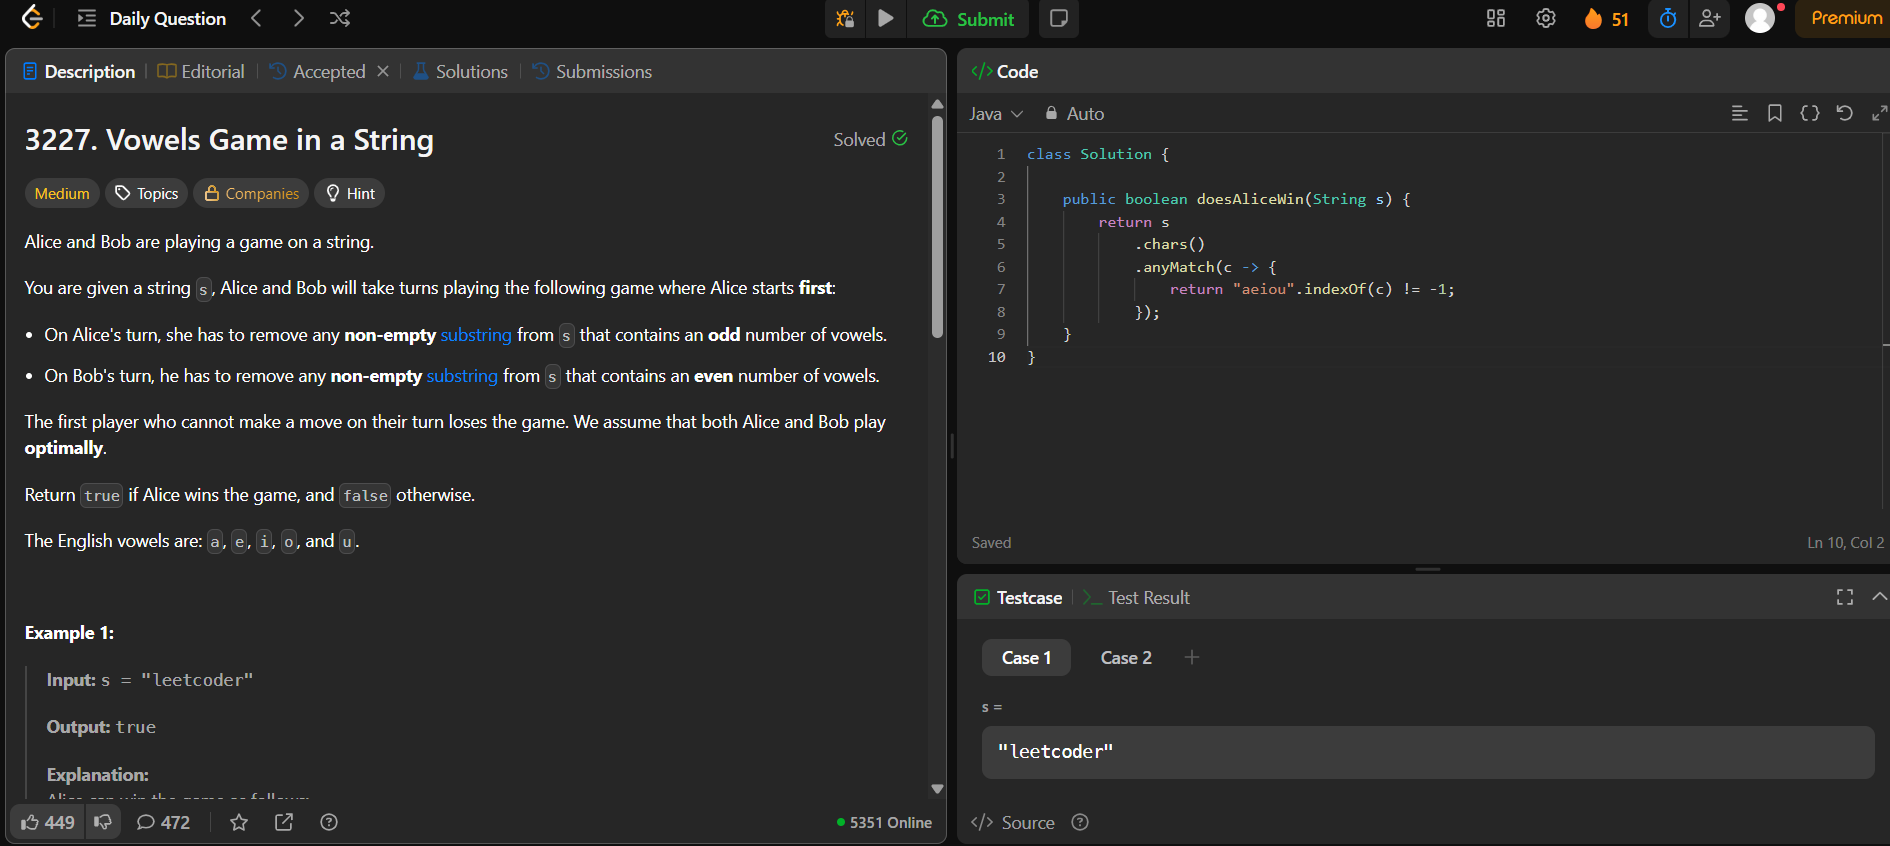 Daily Question
Submit
51
Premium
Description
Editorial
Accepted
Solutions
Submissions
3227. Vowels Game in a String
Solved
Medium
Topics
Companies
Hint
Alice and Bob are playing a game on a string.
You are given a string s, Alice and Bob will take turns playing the following game where Alice starts first:
• On Alice's turn, she has to remove any non-empty substring from s that contains an odd number of vowels.
• On Bob's turn, he has to remove any non-empty substring from s that contains an even number of vowels.
The first player who cannot make a move on their turn loses the game. We assume that both Alice and Bob play
optimally.
Return true if Alice wins the game, and false otherwise.
The English vowels are: a, e, i, o, and u.
Example 1:
Input: s = "leetcoder"
Output: true
Explanation:
Alice can win the game as follows:
449
472
5351 Online
</> Code
Java
Auto
1 class Solution {
2
3 public boolean doesAliceWin(String s) {
4 return s
5 .chars()
6 .anyMatch(c -> {
7 return "aeiou".indexOf(c) != -1;
8 });
9 }
10 }
Saved
Ln 10, Col 2
Testcase
>_ Test Result
Case 1
Case 2
+
s =
"leetcoder"
</> Source